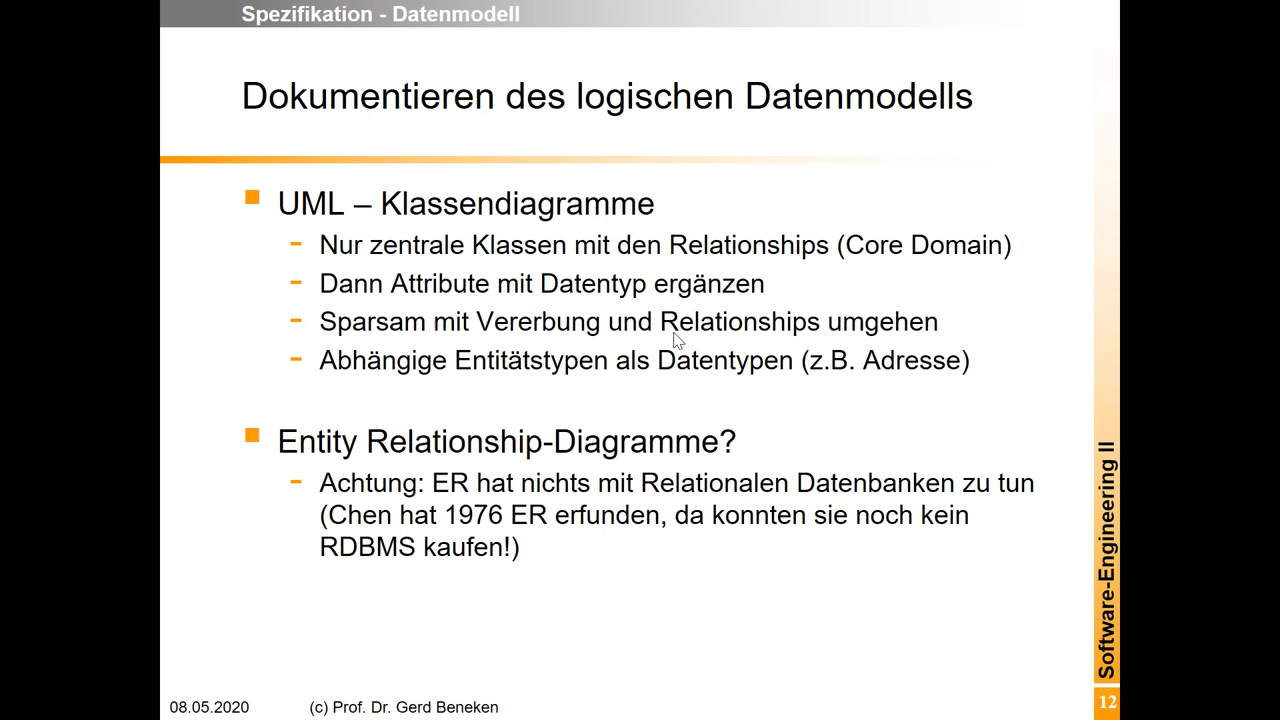 Spezifikation - Datenmodell
Dokumentieren des logischen Datenmodells
UML – Klassendiagramme
Nur zentrale Klassen mit den Relationships (Core Domain)
Dann Attribute mit Datentyp ergänzen
Sparsam mit Vererbung und Relationships umgehen
Abhängige Entitätstypen als Datentypen (z.B. Adresse)
Entity Relationship-Diagramme?
Achtung: ER hat nichts mit Relationalen Datenbanken zu tun
(Chen hat 1976 ER erfunden, da konnten sie noch kein
RDBMS kaufen!)
Software-Engineering II
08.05.2020
(c) Prof. Dr. Gerd Beneken
12